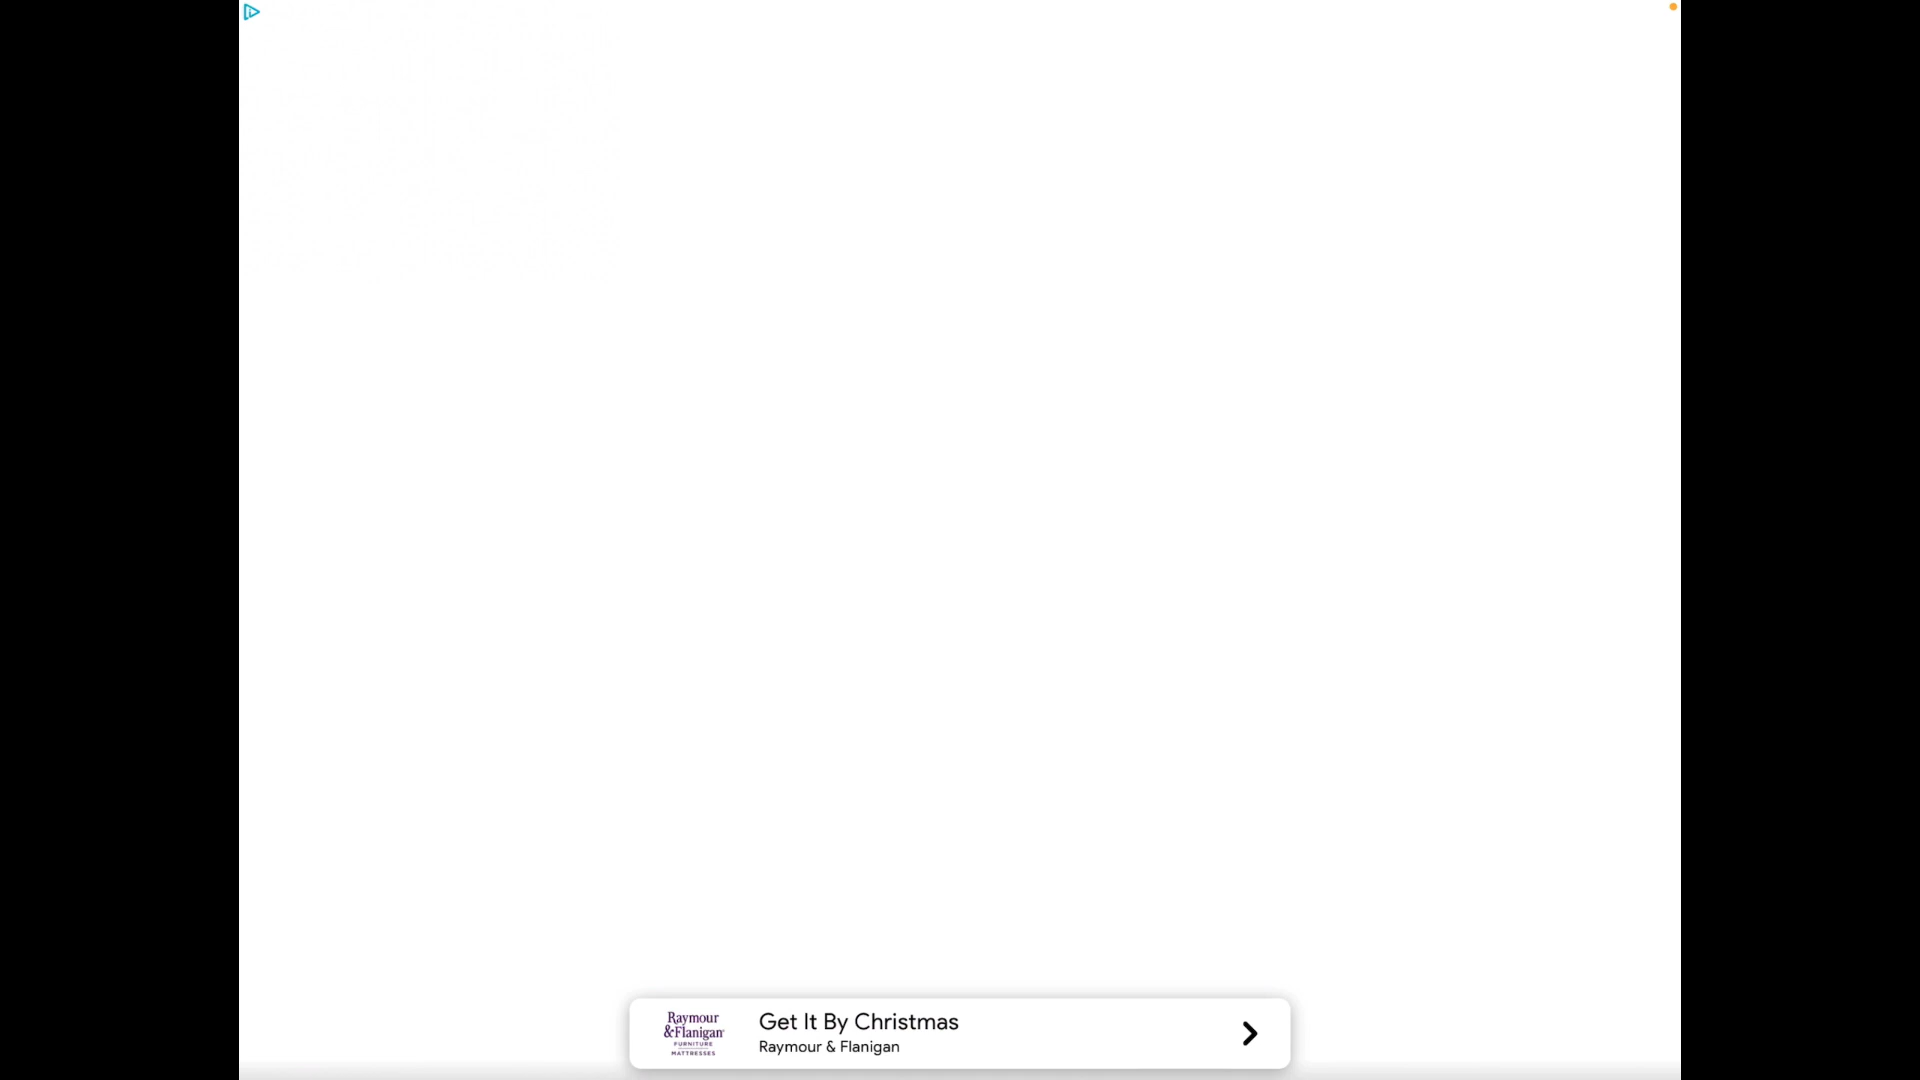 Raymour
&Flanigan
FURNITURE
MATTRESSES
Get It By Christmas
Raymour & Flanigan